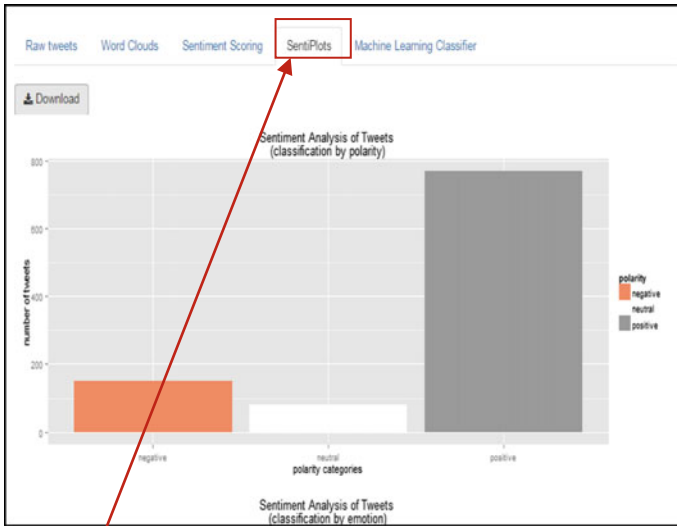 Raw tweets Word Clouds Sentiment Scoring SentiPlots Machine Learning Classifier
Download
Sentiment Analysis of Tweets
(classification by polarity)
800
600
400
200
0
number of tweets
negative neutral positive
polarity categories
polarity
negative
neutral
positive
Sentiment Analysis of Tweets
(classification by emotion)